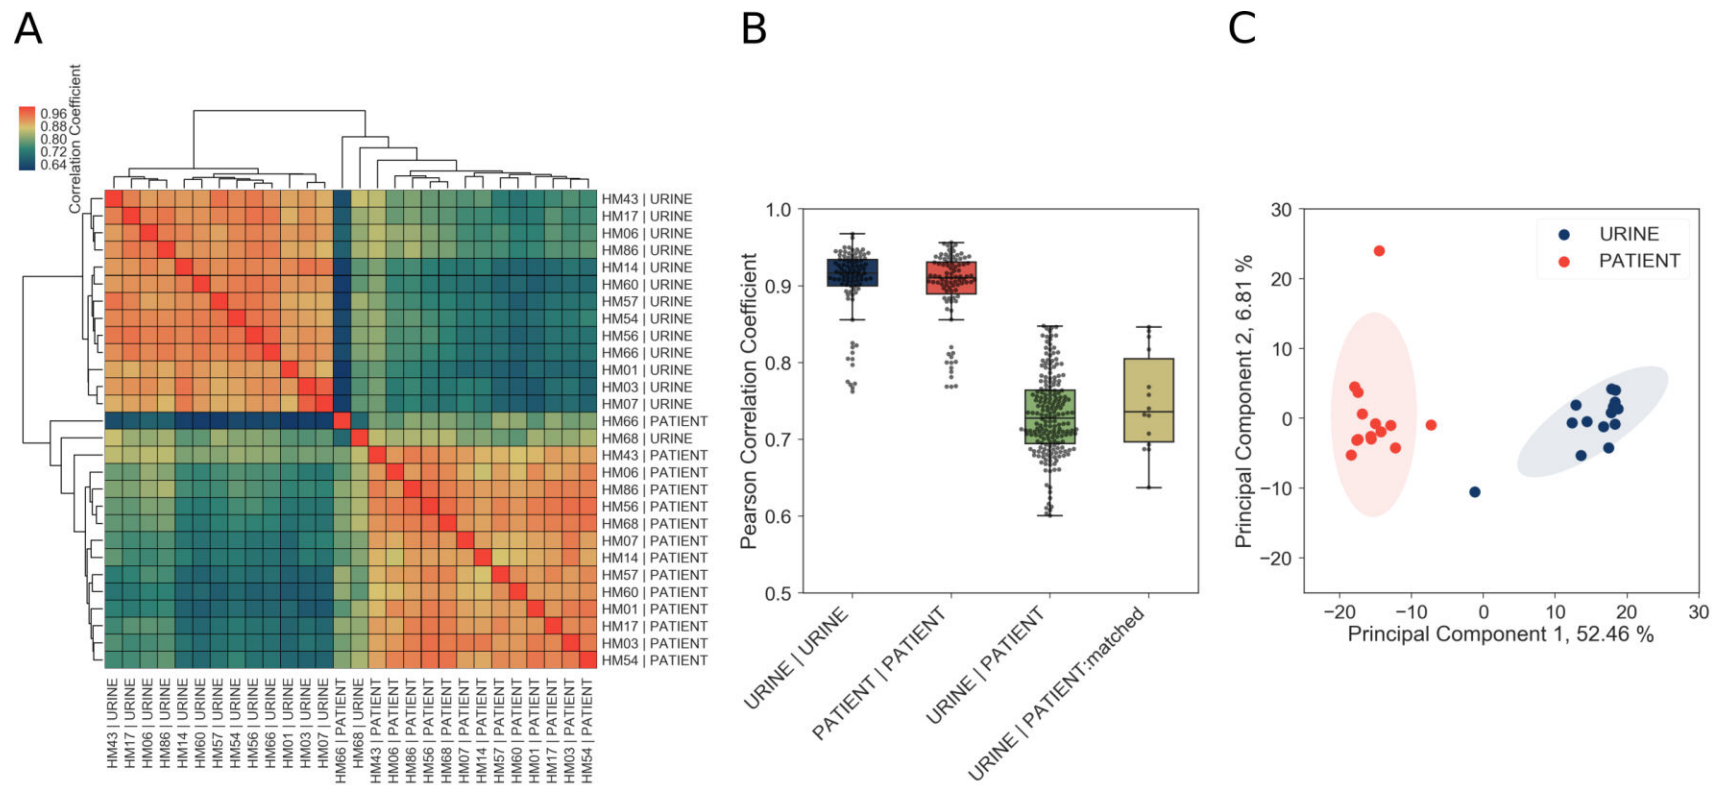 A
B
C
Correlation Coefficient
0.96
0.88
0.80
0.72
0.64
HM43 | URINE
HM17 | URINE
HM06 | URINE
HM86 | URINE
HM14 | URINE
HM60 | URINE
HM57 | URINE
HM54 | URINE
HM56 | URINE
HM66 | URINE
HM01 | URINE
HM03 | URINE
HM07 | URINE
HM66 | PATIENT
HM68 | URINE
HM43 | PATIENT
HM06 | PATIENT
HM86 | PATIENT
HM56 | PATIENT
HM68 | PATIENT
HM07 | PATIENT
HM14 | PATIENT
HM57 | PATIENT
HM60 | PATIENT
HM01 | PATIENT
HM17 | PATIENT
HM03 | PATIENT
HM54 | PATIENT
HM43 | URINE
HM17 | URINE
HM06 | URINE
HM86 | URINE
HM14 | URINE
HM60 | URINE
HM57 | URINE
HM54 | URINE
HM56 | URINE
HM66 | URINE
HM01 | URINE
HM03 | URINE
HM07 | URINE
HM66 | PATIENT
HM68 | URINE
HM43 | PATIENT
HM06 | PATIENT
HM86 | PATIENT
HM56 | PATIENT
HM68 | PATIENT
HM07 | PATIENT
HM14 | PATIENT
HM57 | PATIENT
HM60 | PATIENT
HM01 | PATIENT
HM17 | PATIENT
HM03 | PATIENT
HM54 | PATIENT
Pearson Correlation Coefficient
1.0
0.9
0.8
0.7
0.6
0.5
URINE | URINE
PATIENT | PATIENT
URINE | PATIENT
URINE | PATIENT:matched
Principal Component 2, 6.81 %
30
20
10
0
−10
−20
URINE
PATIENT
−20
−10
0
10
20
30
Principal Component 1, 52.46 %